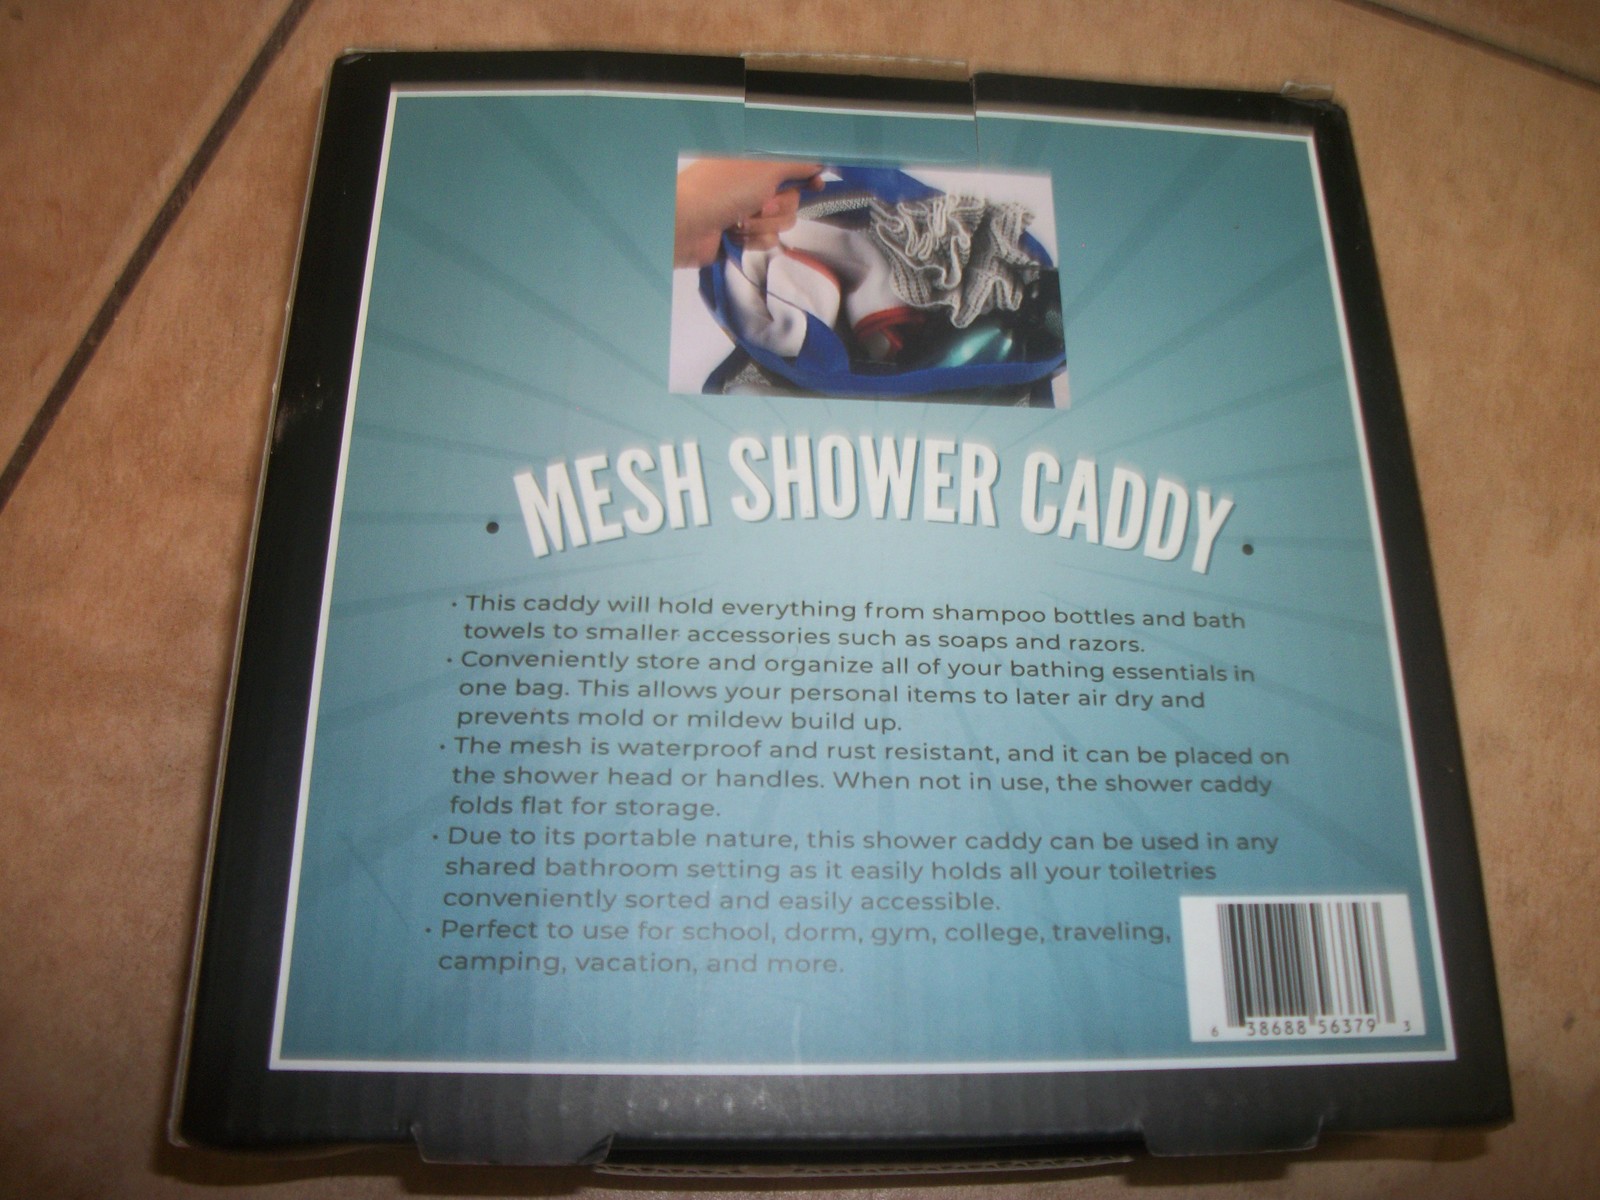 MESH SHOWER CADDY
• This caddy will hold everything from shampoo bottles and bath
towels to smaller accessories such as soaps and razors.
• Conveniently store and organize all of your bathing essentials in
one bag. This allows your personal items to later air dry and
prevents mold or mildew build up.
• The mesh is waterproof and rust resistant, and it can be placed on
the shower head or handles. When not in use, the shower caddy
folds flat for storage.
• Due to its portable nature, this shower caddy can be used in any
shared bathroom setting as it easily holds all your toiletries
conveniently sorted and easily accessible.
• Perfect to use for school, dorm, gym, college, traveling,
camping, vacation, and more.
6 38688 56379 3